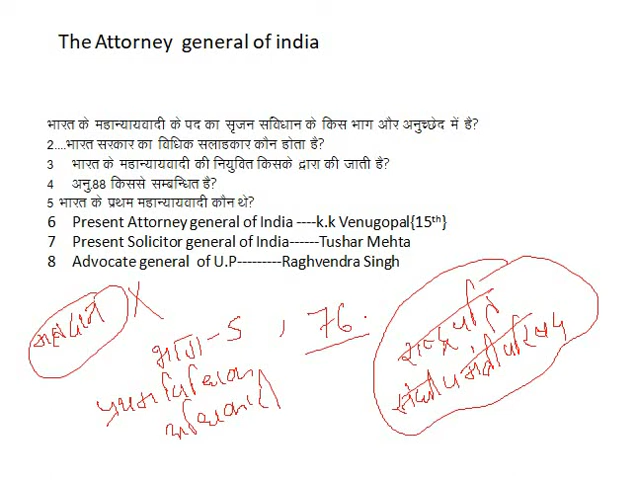 The Attorney general of india
भारत के महान्यायवादी के पद का सृजन संविधान के किस भाग और अनुच्छेद में है?
2....भारत सरकार का विधिक सलाहकार कौन होता है?
3 भारत के महान्यायवादी की नियुक्ति किसके द्वारा की जाती है?
4 अनु.88 किससे सम्बन्धित है?
5 भारत के प्रथम महान्यायवादी कौन थे?
6 Present Attorney general of India ----k.k Venugopal{15th}
7 Present Solicitor general of India------Tushar Mehta
8 Advocate general of U.P---------Raghvendra Singh
X
भाग-5 , 76.
राष्ट्रपति
प्रथम विधिक
अधिकारी